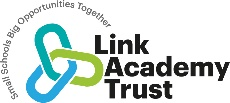 Small Schools Big Opportunities Together
Link
Academy
Trust